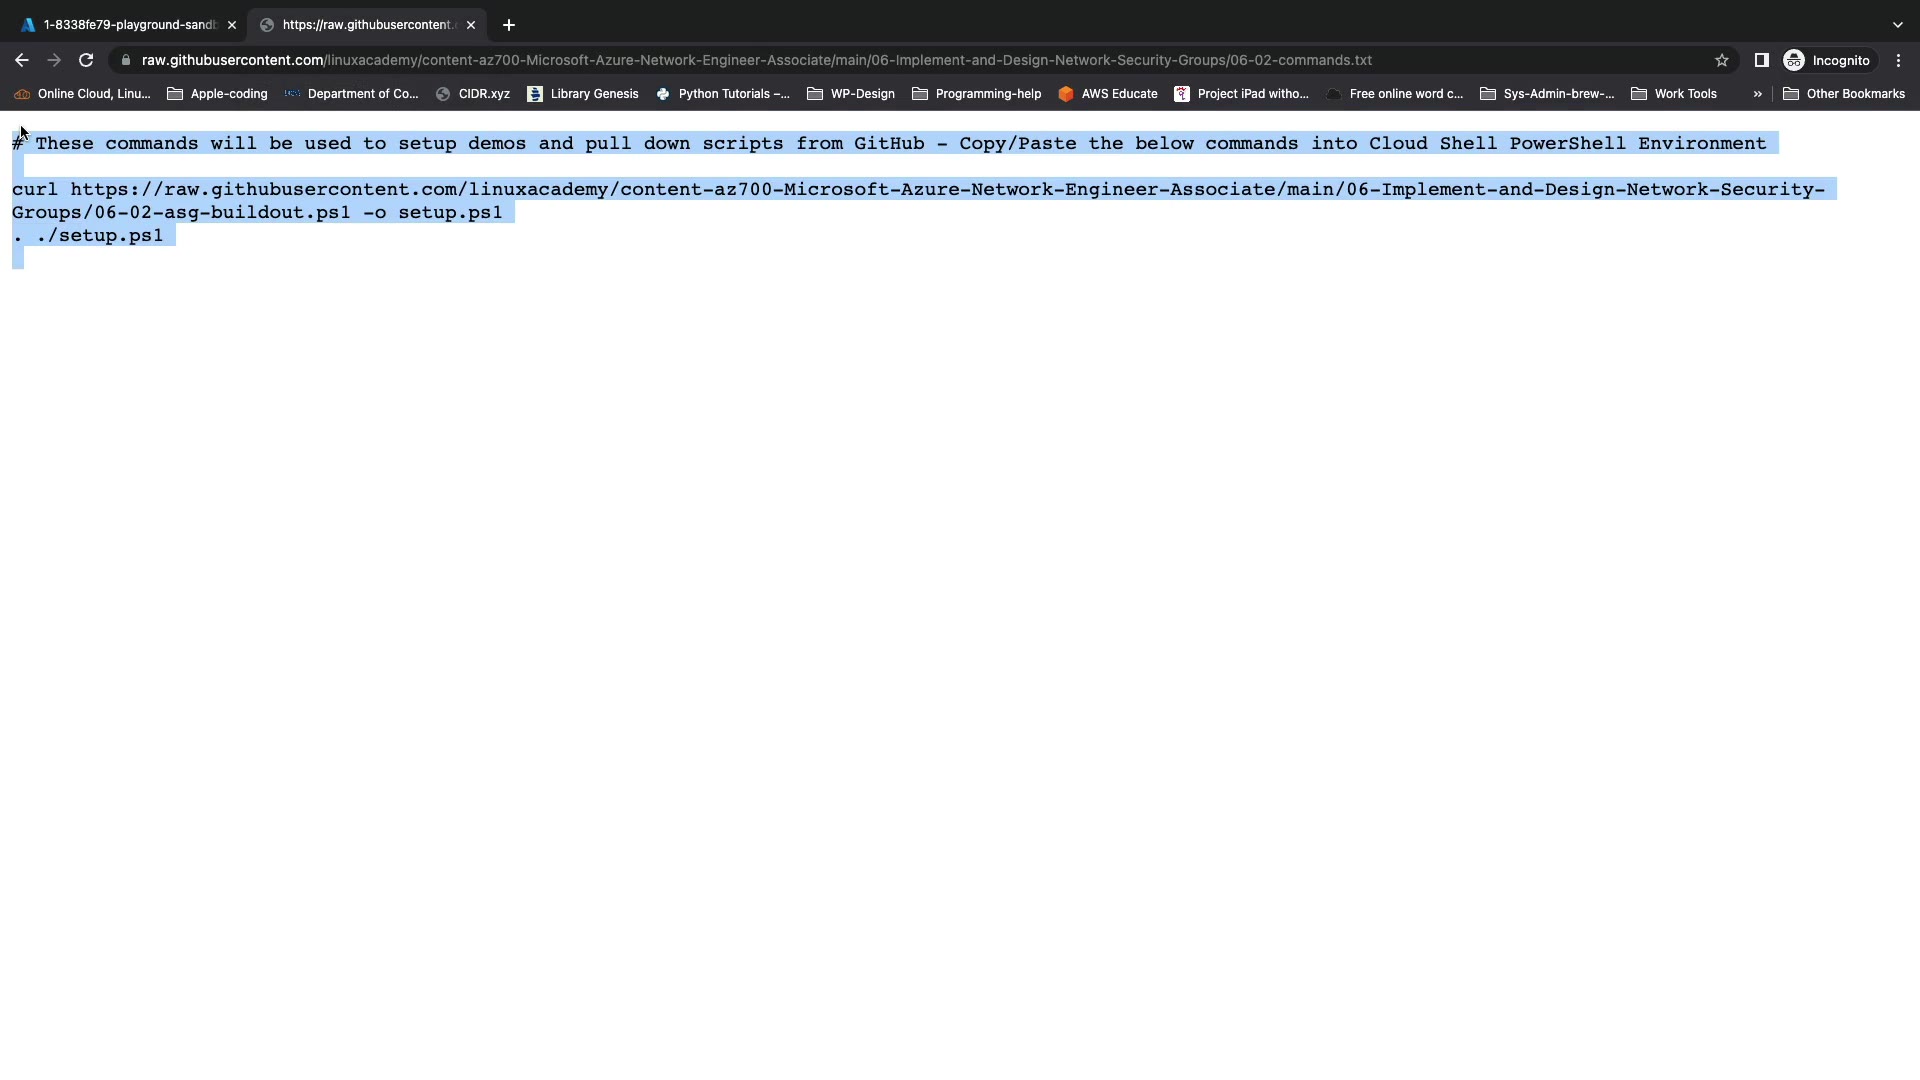 1-8338fe79-playground-sandb
https://raw.githubusercontent.
raw.githubusercontent.com/linuxacademy/content-az700-Microsoft-Azure-Network-Engineer-Associate/main/06-Implement-and-Design-Network-Security-Groups/06-02-commands.txt
Incognito
Online Cloud, Linu...
Apple-coding
Department of Co...
CIDR.xyz
Library Genesis
Python Tutorials –...
WP-Design
Programming-help
AWS Educate
Project iPad witho...
Free online word c...
Sys-Admin-brew-...
Work Tools
»
Other Bookmarks
# These commands will be used to setup demos and pull down scripts from GitHub - Copy/Paste the below commands into Cloud Shell PowerShell Environment
curl https://raw.githubusercontent.com/linuxacademy/content-az700-Microsoft-Azure-Network-Engineer-Associate/main/06-Implement-and-Design-Network-Security-
Groups/06-02-asg-buildout.ps1 -o setup.ps1
. ./setup.ps1